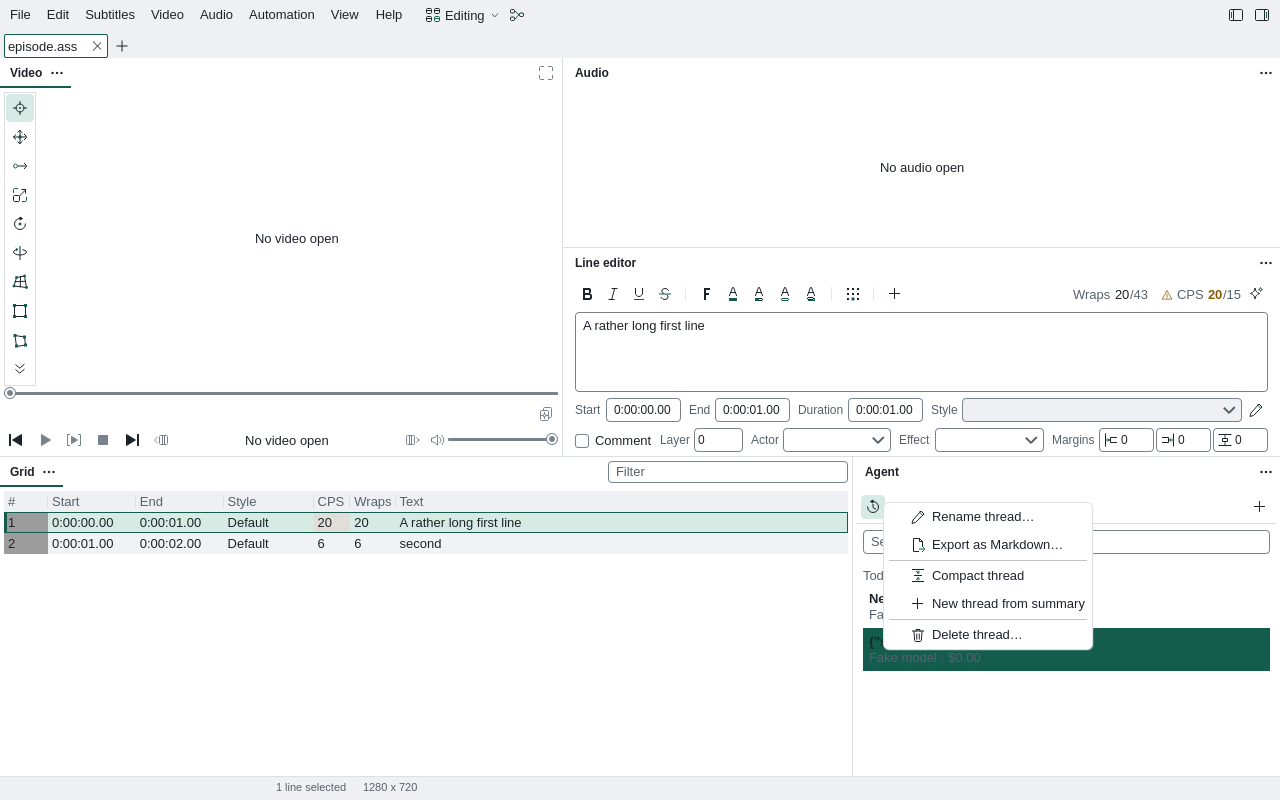 File Edit Subtitles Video Audio Automation View Help Editing
episode.ass
Video
No video open
No video open
Audio
No audio open
Line editor
Wraps 20/43 CPS 20/15
A rather long first line
Start 0:00:00.00 End 0:00:01.00 Duration 0:00:01.00 Style
Comment Layer 0 Actor Effect Margins 0 0 0
Grid Filter
# Start End Style CPS Wraps Text
1 0:00:00.00 0:00:01.00 Default 20 20 A rather long first line
2 0:00:01.00 0:00:02.00 Default 6 6 second
Agent
Rename thread…
Export as Markdown…
Compact thread
New thread from summary
Delete thread…
Fake model · $0.00
1 line selected 1280 x 720